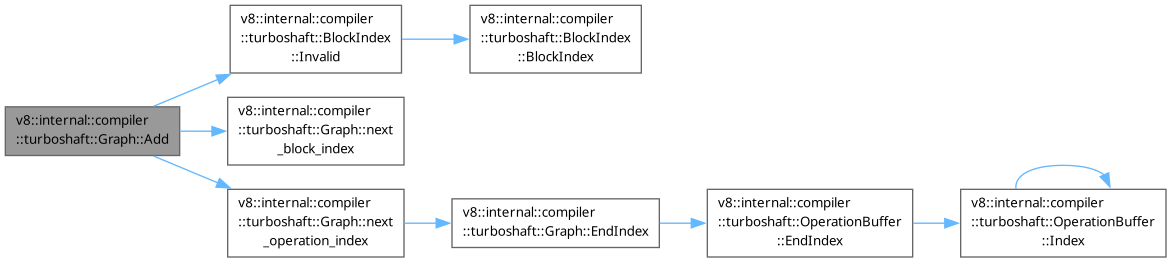 v8::internal::compiler
::turboshaft::Graph::Add
v8::internal::compiler
::turboshaft::BlockIndex
::Invalid
v8::internal::compiler
::turboshaft::BlockIndex
::BlockIndex
v8::internal::compiler
::turboshaft::Graph::next
_block_index
v8::internal::compiler
::turboshaft::Graph::next
_operation_index
v8::internal::compiler
::turboshaft::Graph::EndIndex
v8::internal::compiler
::turboshaft::OperationBuffer
::EndIndex
v8::internal::compiler
::turboshaft::OperationBuffer
::Index